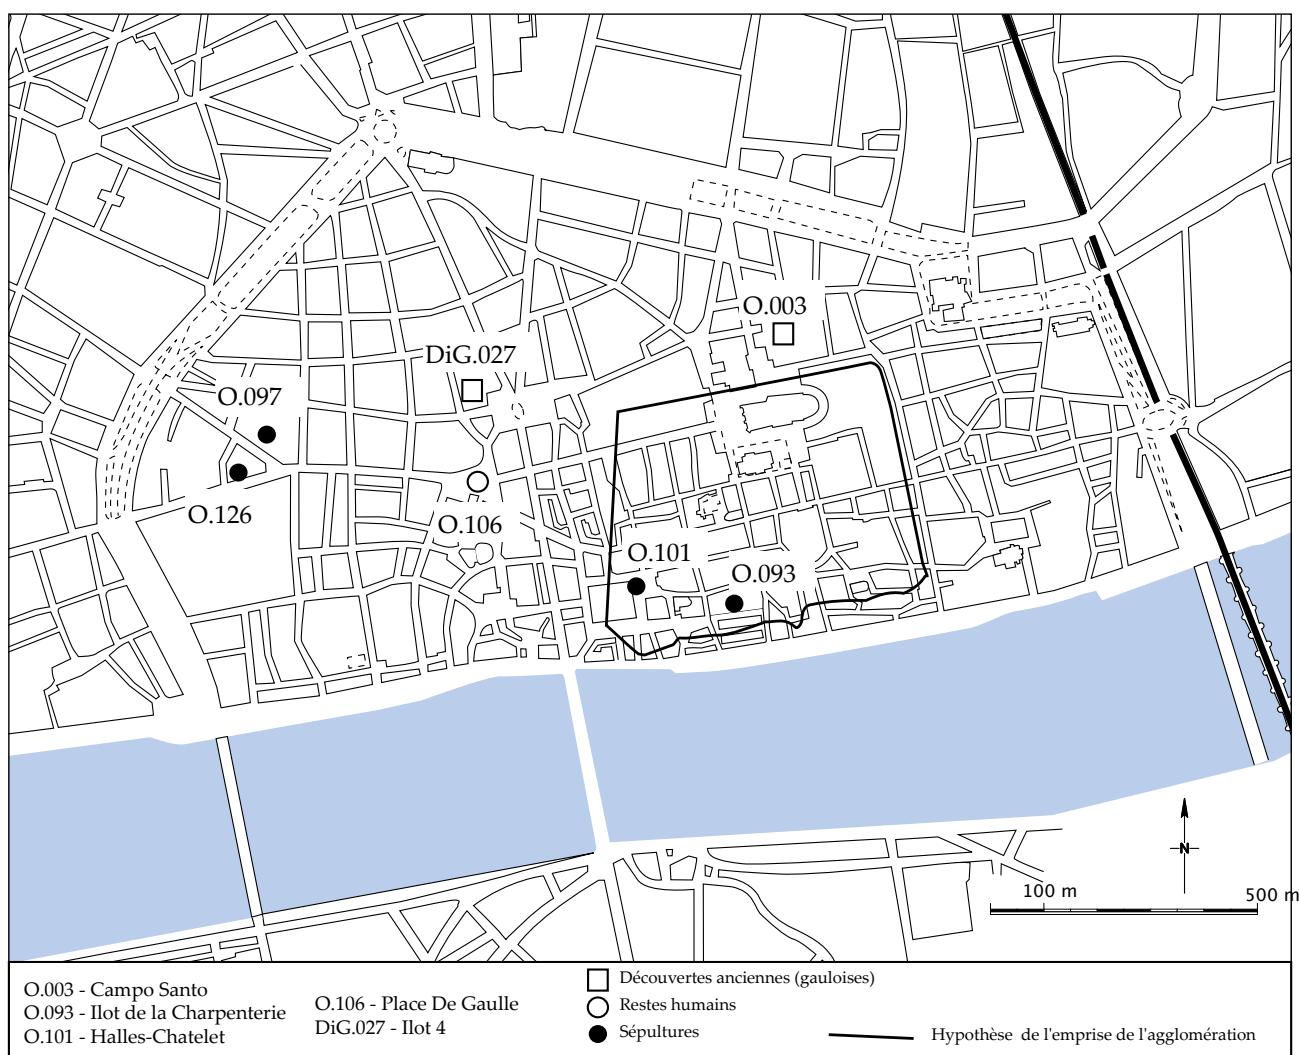 O.003
DiG.027
O.097
O.126
O.106
O.101
O.093
N
100 m
500 m
O.003 - Campo Santo
O.093 - Ilot de la Charpenterie
O.101 - Halles-Chatelet
O.106 - Place De Gaulle
DiG.027 - Ilot 4
Découvertes anciennes (gauloises)
Restes humains
Sépultures
Hypothèse de l'emprise de l'agglomération